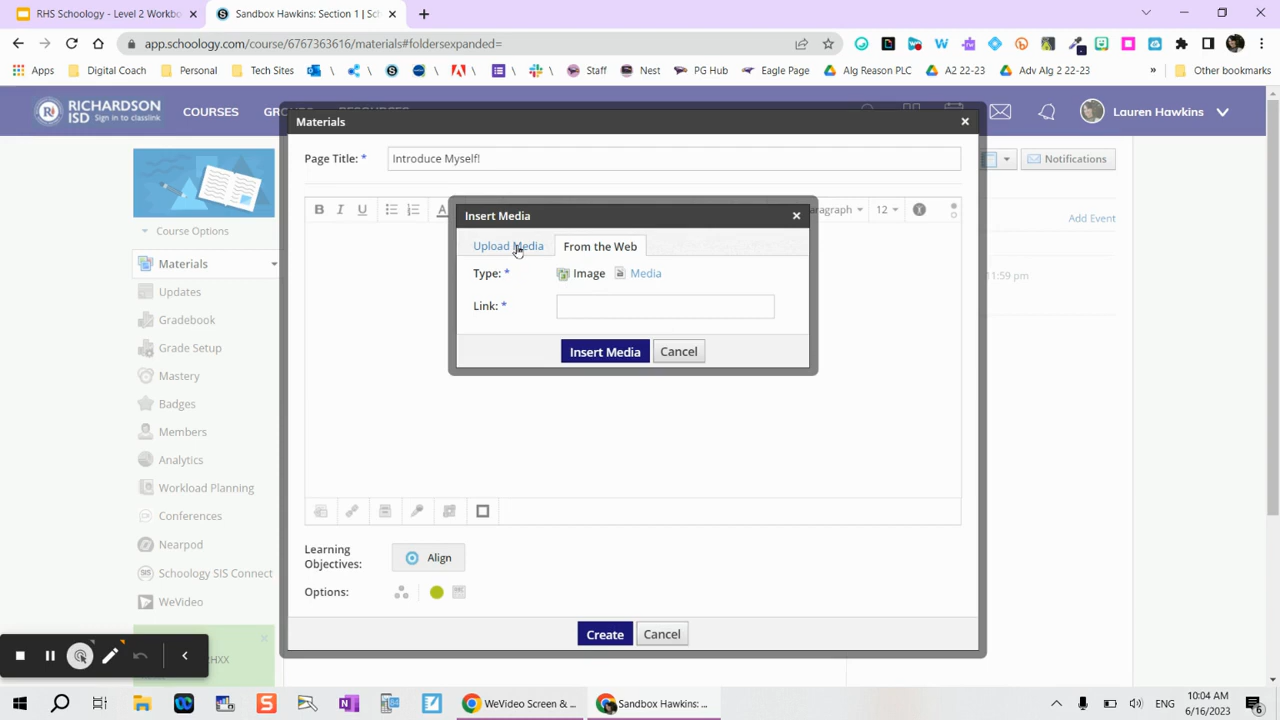 RHS Schoology - Level 2 Workbo
Sandbox Hawkins: Section 1 | Sch
app.schoology.com/course/6767363616/materials#foldersexpanded=
Apps
Digital Coach
Personal
Tech Sites
Staff
Nest
PG Hub
Eagle Page
Alg Reason PLC
A2 22-23
Adv Alg 2 22-23
»
Other bookmarks
RICHARDSON ISD
Sign in to classlink
COURSES
Lauren Hawkins
Materials
Page Title: *
Introduce Myself!
Notifications
B I U
A
aragraph
12
Insert Media
Upload Media
From the Web
Type: *
Image
Media
Link: *
Insert Media
Cancel
Course Options
Materials
Updates
Gradebook
Grade Setup
Mastery
Badges
Members
Analytics
Workload Planning
Conferences
Nearpod
Schoology SIS Connect
WeVideo
RHXX
Add Event
11:59 pm
Learning
Objectives:
Align
Options:
Create
Cancel
WeVideo Screen & ...
Sandbox Hawkins: ...
ENG
10:04 AM
6/16/2023
6